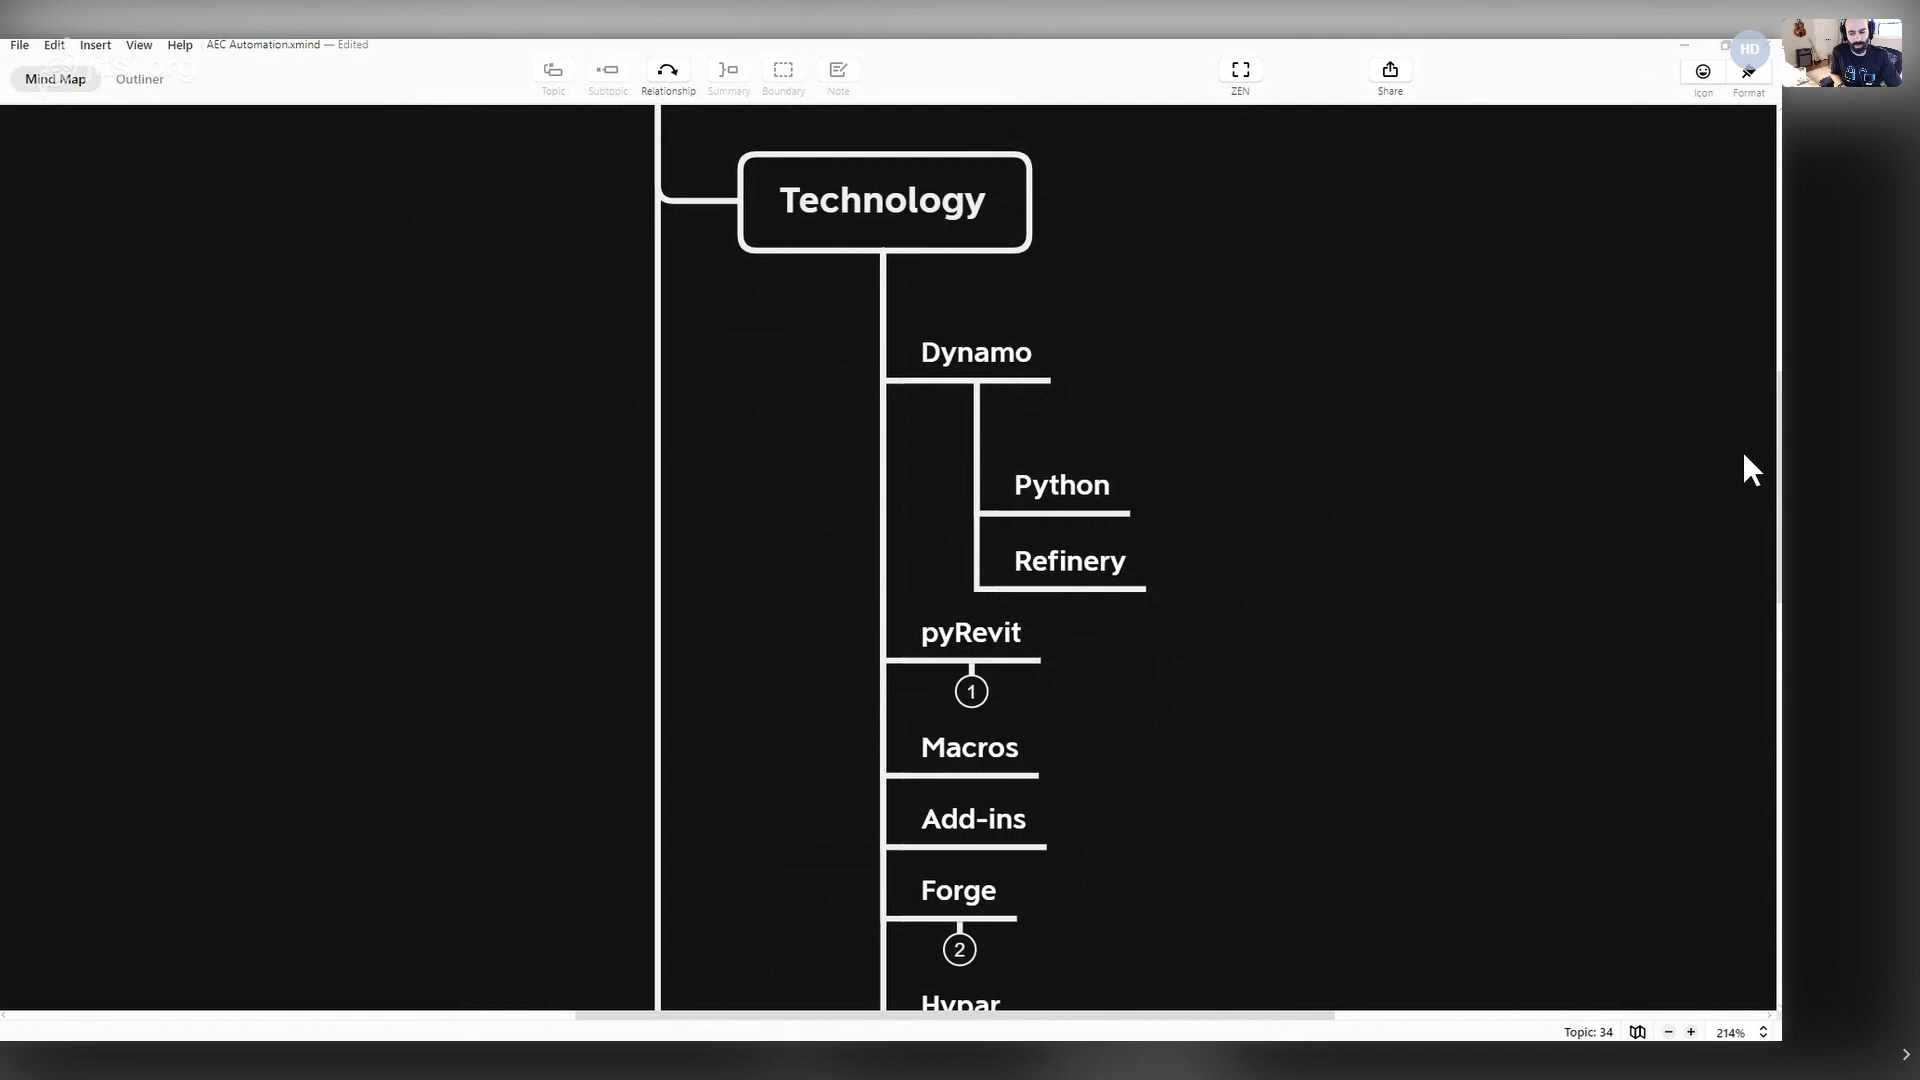 File Edit Insert View Help AEC Automation.xmind — Edited
HD
Mind Map Outliner
Topic Subtopic Relationship Summary Boundary Note ZEN Share Icon Format
Technology
Dynamo
Python
Refinery
pyRevit
1
Macros
Add-ins
Forge
2
Hypar
Topic: 34 214%